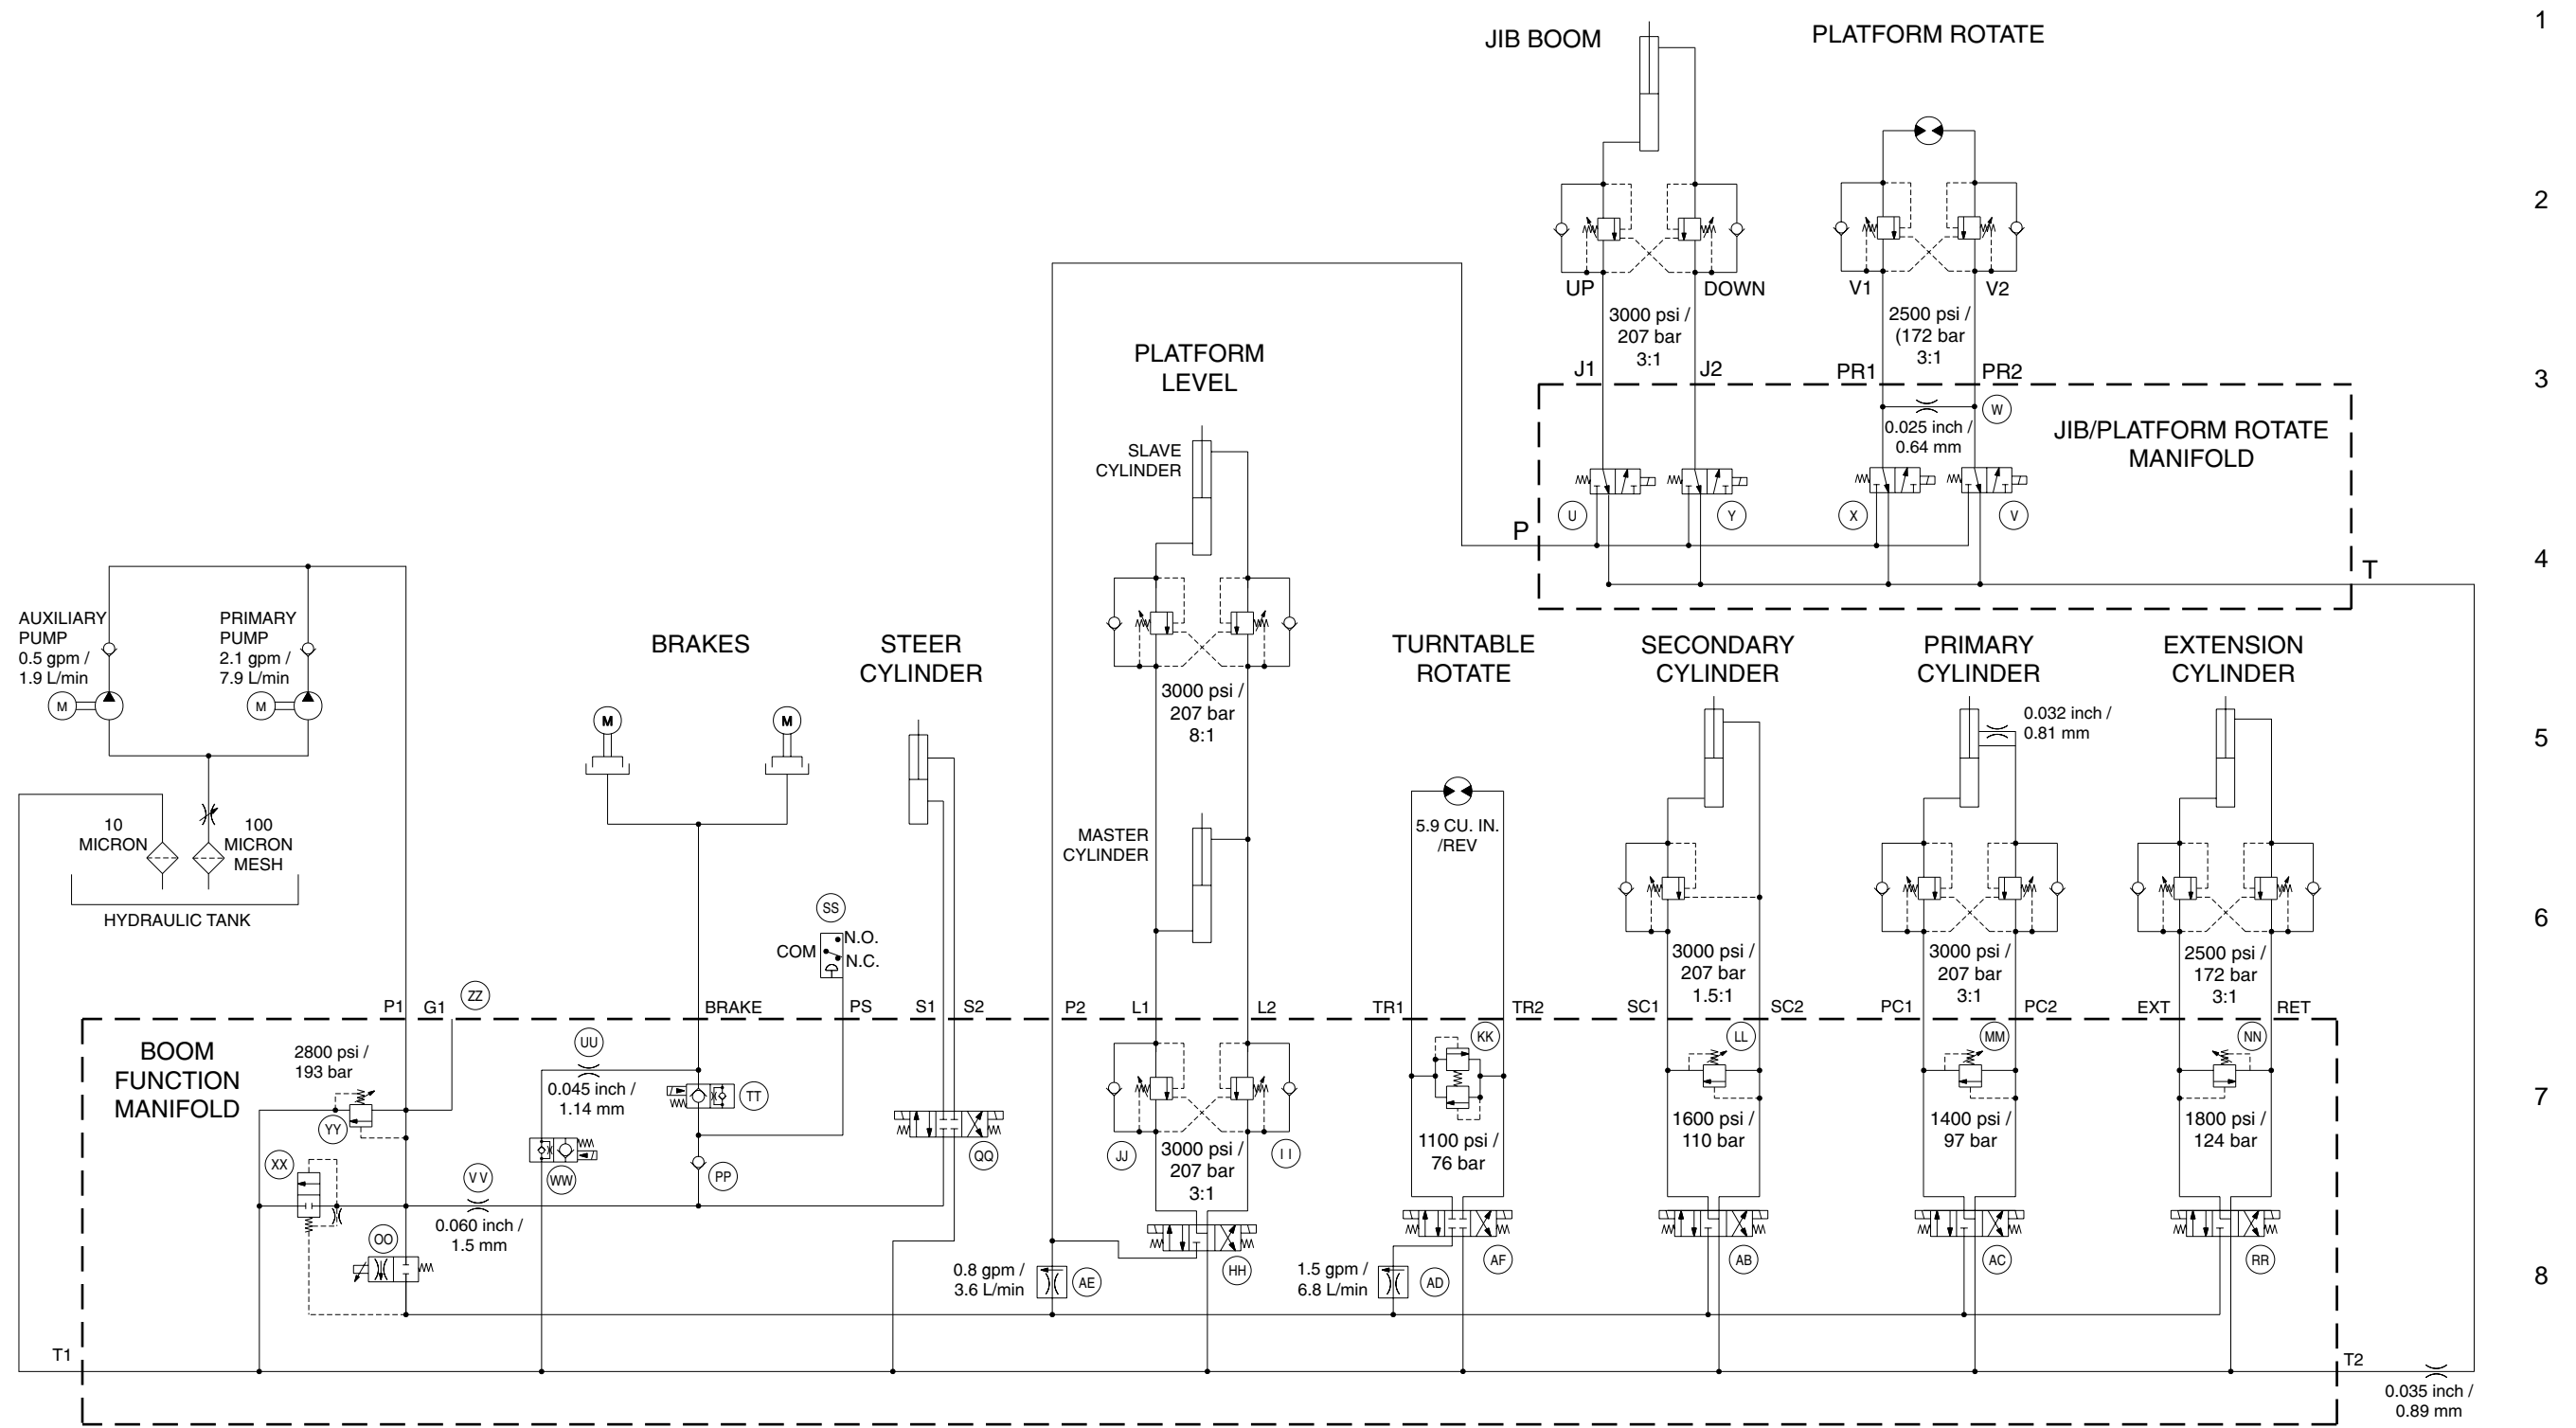 1
JIB BOOM
PLATFORM ROTATE
2
UP
DOWN
V1
V2
3000 psi /
207 bar
3:1
2500 psi /
(172 bar
3:1
J1
J2
PR1
PR2
3
PLATFORM
LEVEL
W
0.025 inch /
0.64 mm
JIB/PLATFORM ROTATE
MANIFOLD
SLAVE
CYLINDER
U
Y
X
V
P
4
T
AUXILIARY
PUMP
0.5 gpm /
1.9 L/min
M
PRIMARY
PUMP
2.1 gpm /
7.9 L/min
M
BRAKES
STEER
CYLINDER
TURNTABLE
ROTATE
SECONDARY
CYLINDER
PRIMARY
CYLINDER
EXTENSION
CYLINDER
3000 psi /
207 bar
8:1
M
M
0.032 inch /
0.81 mm
5
10
MICRON
100
MICRON
MESH
HYDRAULIC TANK
MASTER
CYLINDER
5.9 CU. IN.
/REV
SS
COM
N.O.
N.C.
6
3000 psi /
207 bar
1.5:1
3000 psi /
207 bar
3:1
2500 psi /
172 bar
3:1
P1
G1
ZZ
BRAKE
PS
S1
S2
P2
L1
L2
TR1
TR2
SC1
SC2
PC1
PC2
EXT
RET
BOOM
FUNCTION
MANIFOLD
2800 psi /
193 bar
YY
UU
0.045 inch /
1.14 mm
TT
KK
LL
MM
NN
7
1100 psi /
76 bar
1600 psi /
110 bar
1400 psi /
97 bar
1800 psi /
124 bar
XX
VV
0.060 inch /
1.5 mm
WW
PP
QQ
JJ
3000 psi /
207 bar
3:1
II
OO
0.8 gpm /
3.6 L/min
AE
HH
1.5 gpm /
6.8 L/min
AD
AF
AB
AC
RR
8
T1
T2
0.035 inch /
0.89 mm